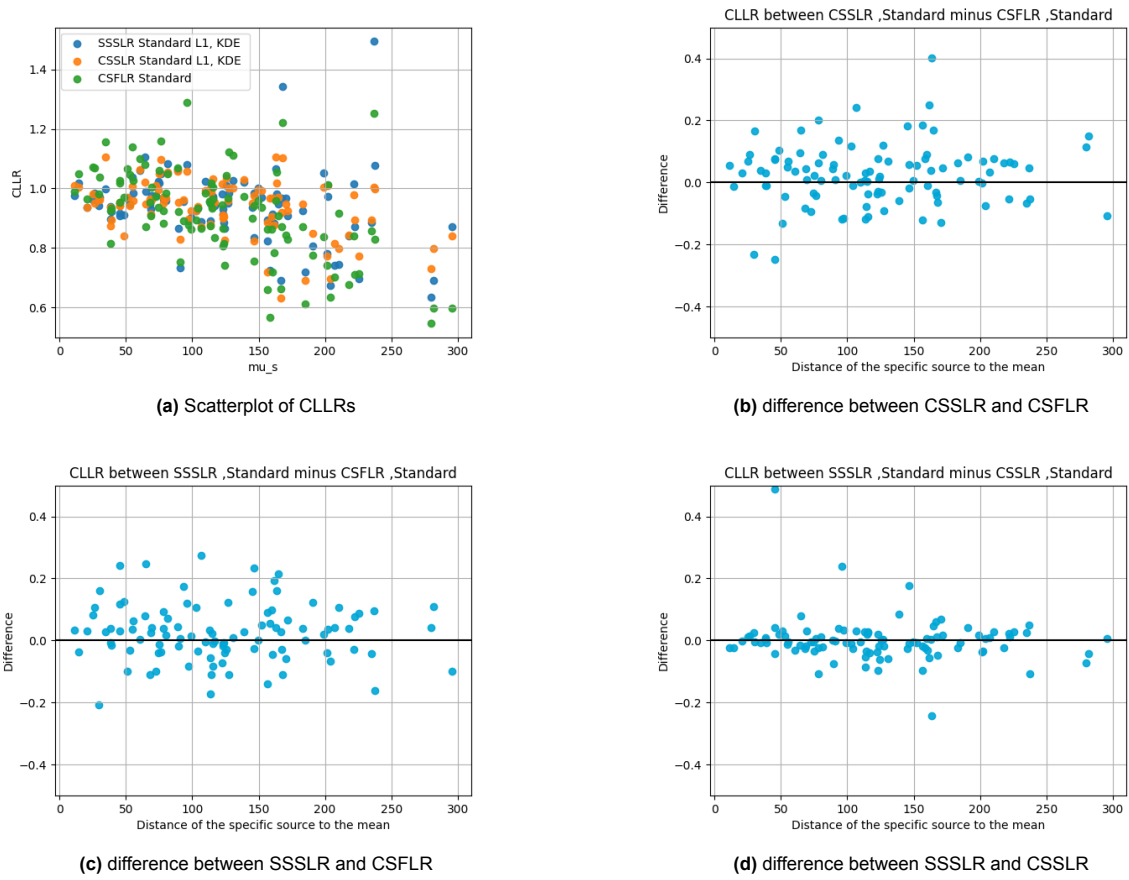 SSSLR Standard L1, KDE
CSSLR Standard L1, KDE
CSFLR Standard
1.4
1.2
1.0
0.8
0.6
CLLR
0
50
100
150
200
250
300
mu_s
(a) Scatterplot of CLLRs
CLLR between CSSLR ,Standard minus CSFLR ,Standard
0.4
0.2
0.0
−0.2
−0.4
Difference
0
50
100
150
200
250
300
Distance of the specific source to the mean
(b) difference between CSSLR and CSFLR
CLLR between SSSLR ,Standard minus CSFLR ,Standard
0.4
0.2
0.0
−0.2
−0.4
Difference
0
50
100
150
200
250
300
Distance of the specific source to the mean
(c) difference between SSSLR and CSFLR
CLLR between SSSLR ,Standard minus CSSLR ,Standard
0.4
0.2
0.0
−0.2
−0.4
Difference
0
50
100
150
200
250
300
Distance of the specific source to the mean
(d) difference between SSSLR and CSSLR